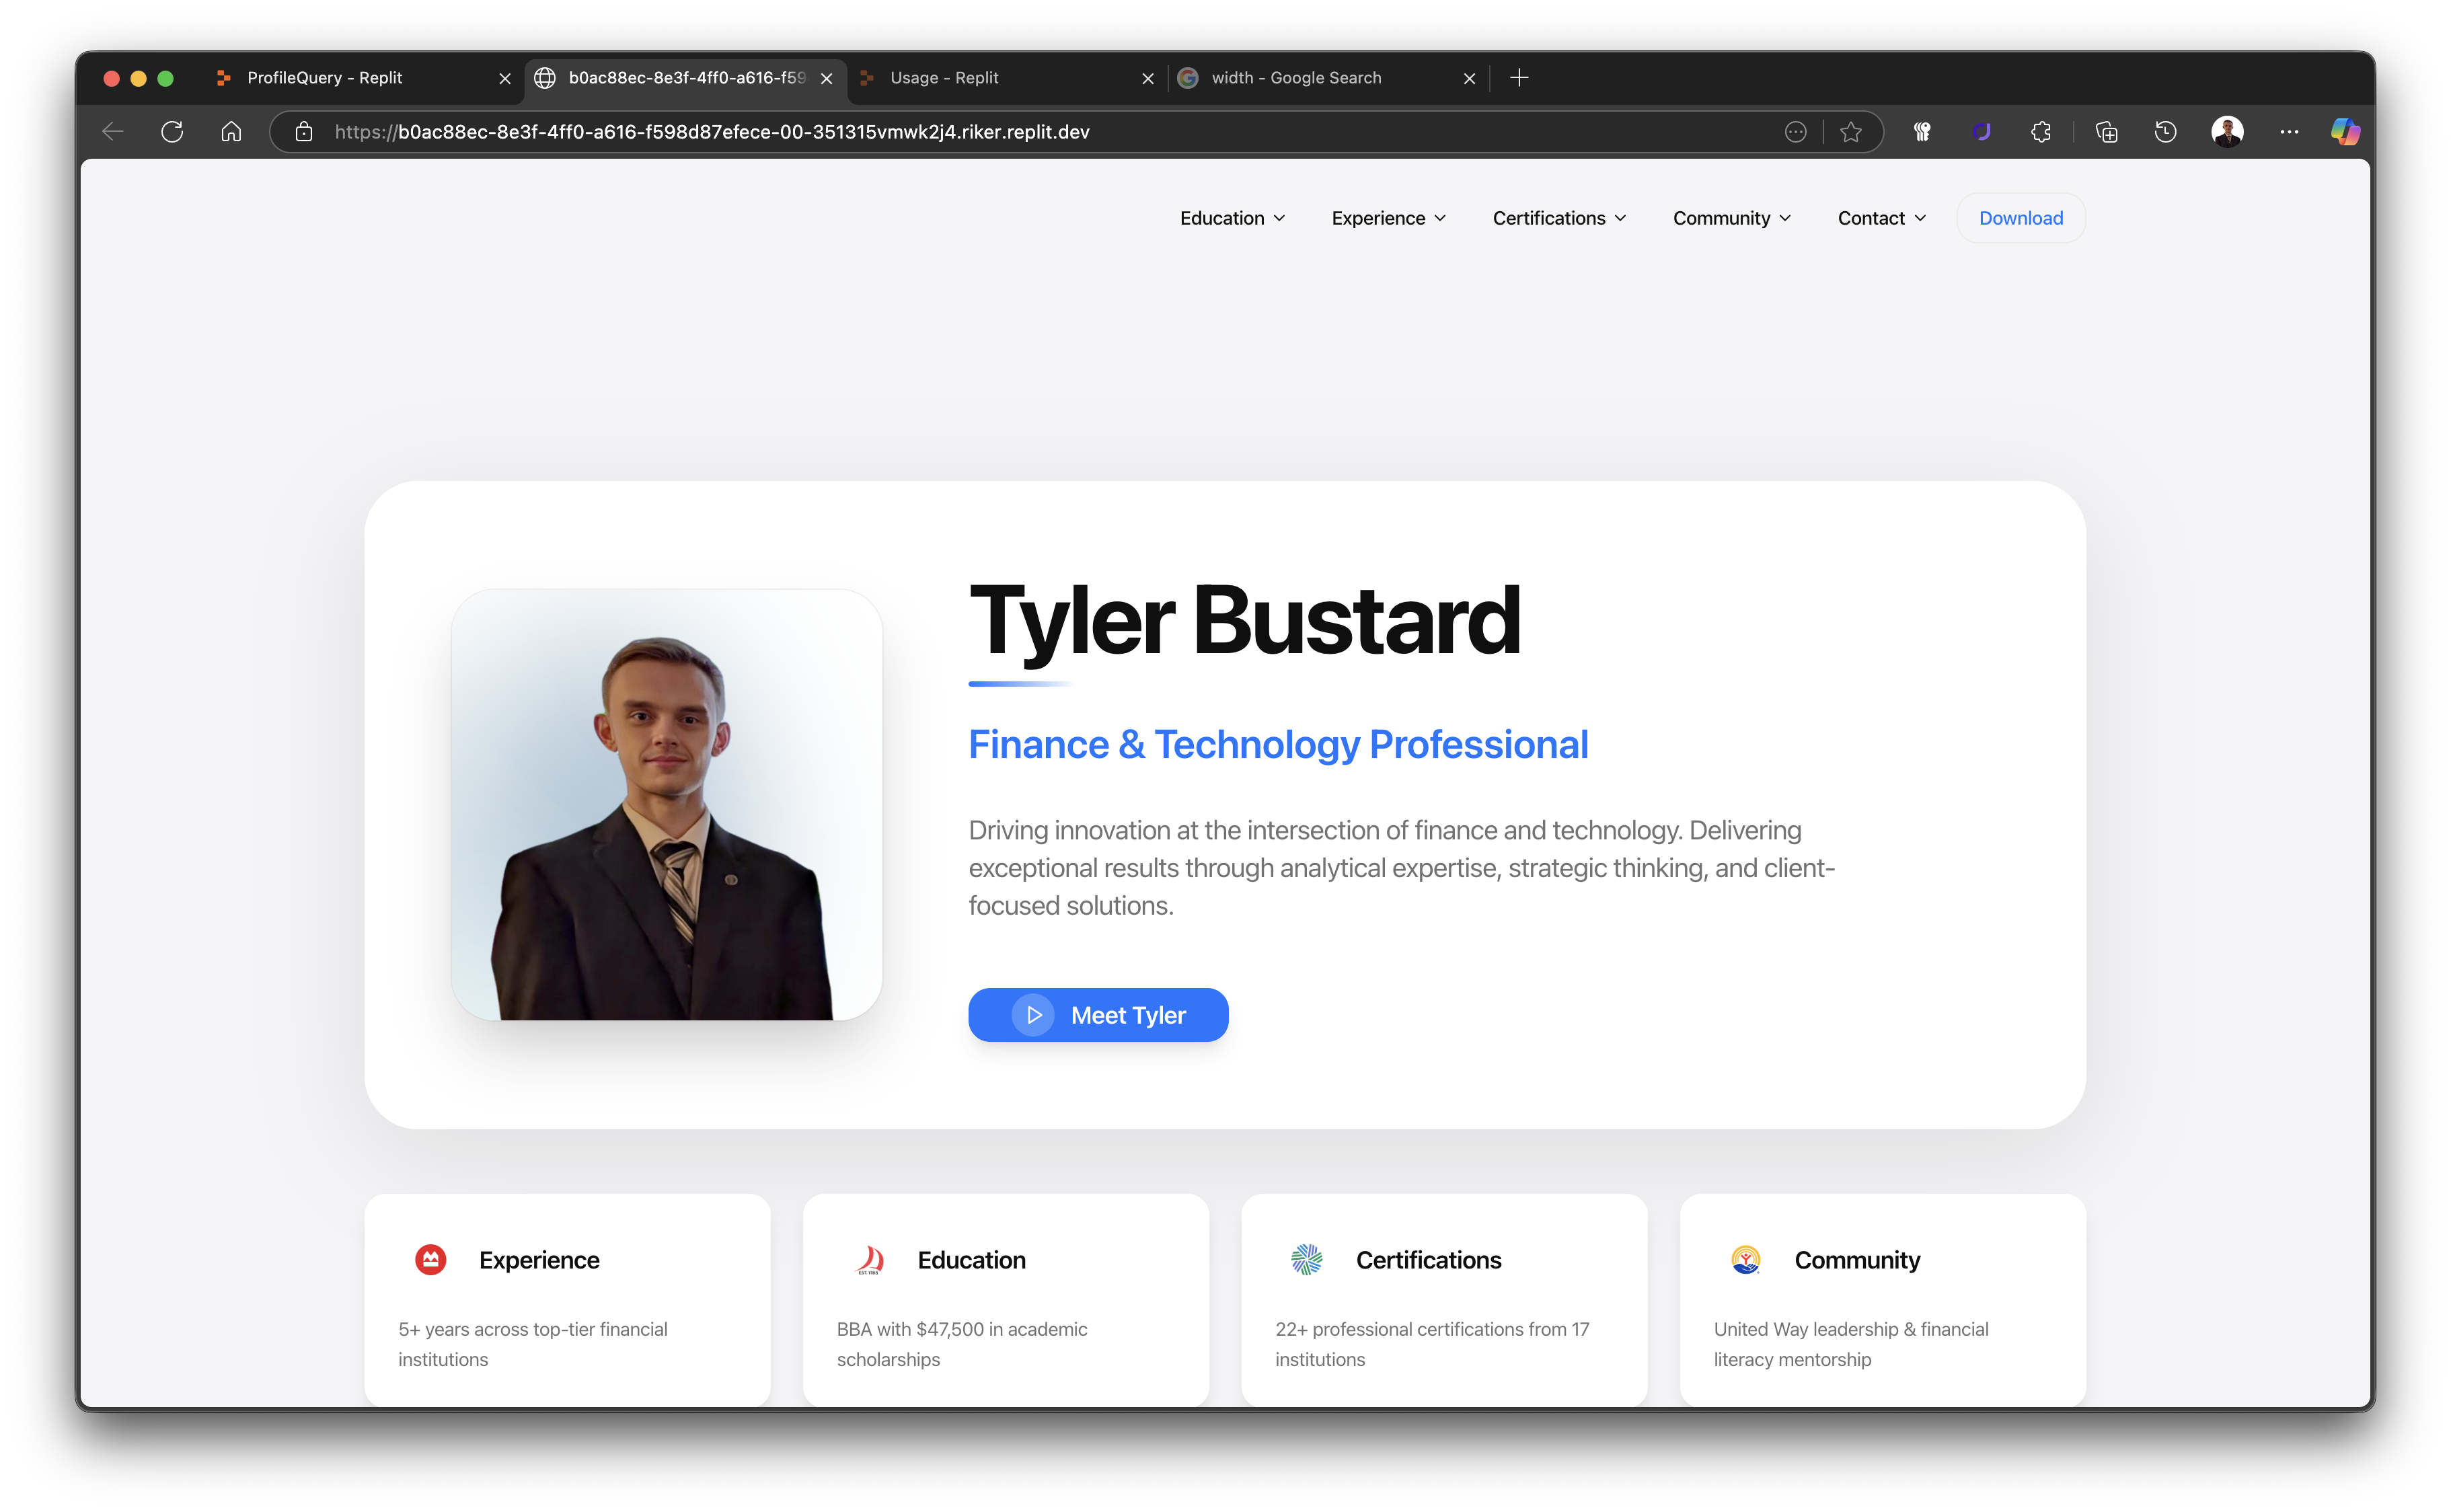 ProfileQuery - Replit
b0ac88ec-8e3f-4ff0-a616-f59
Usage - Replit
width - Google Search
https://b0ac88ec-8e3f-4ff0-a616-f598d87efece-00-351315vmwk2j4.riker.replit.dev
Education
Experience
Certifications
Community
Contact
Download
Tyler Bustard
Finance & Technology Professional
Driving innovation at the intersection of finance and technology. Delivering
exceptional results through analytical expertise, strategic thinking, and client-
focused solutions.
Meet Tyler
Experience
5+ years across top-tier financial
institutions
EST. 1785
Education
BBA with $47,500 in academic
scholarships
Certifications
22+ professional certifications from 17
institutions
Community
United Way leadership & financial
literacy mentorship